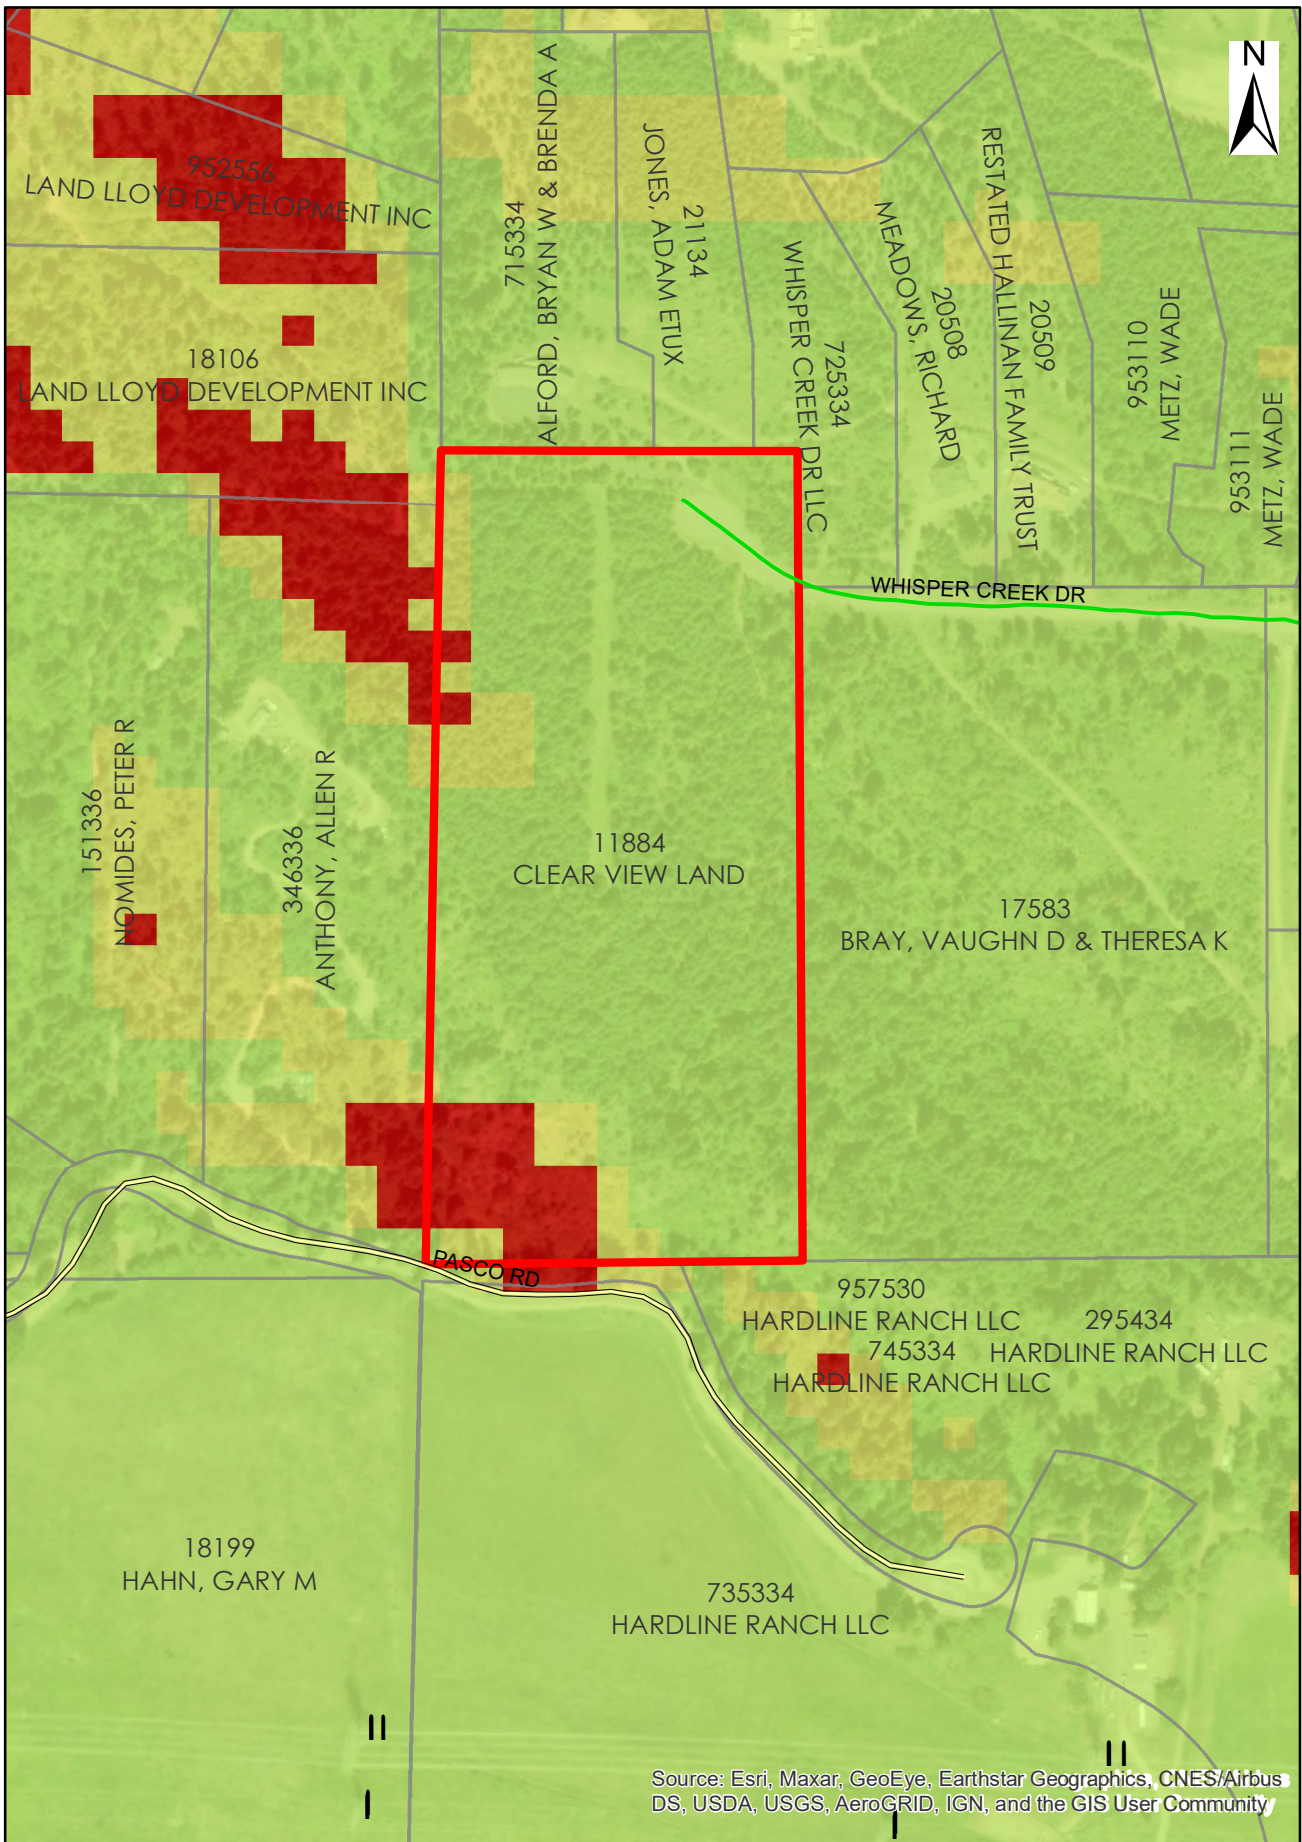 N
952556
LAND LLOYD DEVELOPMENT INC
715334
ALFORD, BRYAN W & BRENDA A
21134
JONES, ADAM ETUX
725334
WHISPER CREEK DR LLC
20508
MEADOWS, RICHARD
20509
RESTATED HALLINAN FAMILY TRUST
953110
METZ, WADE
953111
METZ, WADE
18106
LAND LLOYD DEVELOPMENT INC
WHISPER CREEK DR
151336
NOMIDES, PETER R
346336
ANTHONY, ALLEN R
11884
CLEAR VIEW LAND
17583
BRAY, VAUGHN D & THERESA K
PASCO RD
957530
HARDLINE RANCH LLC
295434
HARDLINE RANCH LLC
745334
HARDLINE RANCH LLC
18199
HAHN, GARY M
735334
HARDLINE RANCH LLC
Source: Esri, Maxar, GeoEye, Earthstar Geographics, CNES/Airbus
DS, USDA, USGS, AeroGRID, IGN, and the GIS User Community